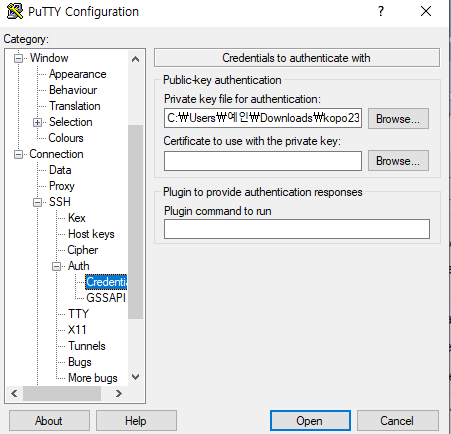 PuTTY Configuration
? ×
Category:
Window
Appearance
Behaviour
Translation
Selection
Colours
Connection
Data
Proxy
SSH
Kex
Host keys
Cipher
Auth
Credentia
GSSAPI
TTY
X11
Tunnels
Bugs
More bugs
Credentials to authenticate with
Public-key authentication
Private key file for authentication:
C:₩Users₩예인₩Downloads₩kopo23 Browse...
Certificate to use with the private key:
Browse...
Plugin to provide authentication responses
Plugin command to run
About Help Open Cancel